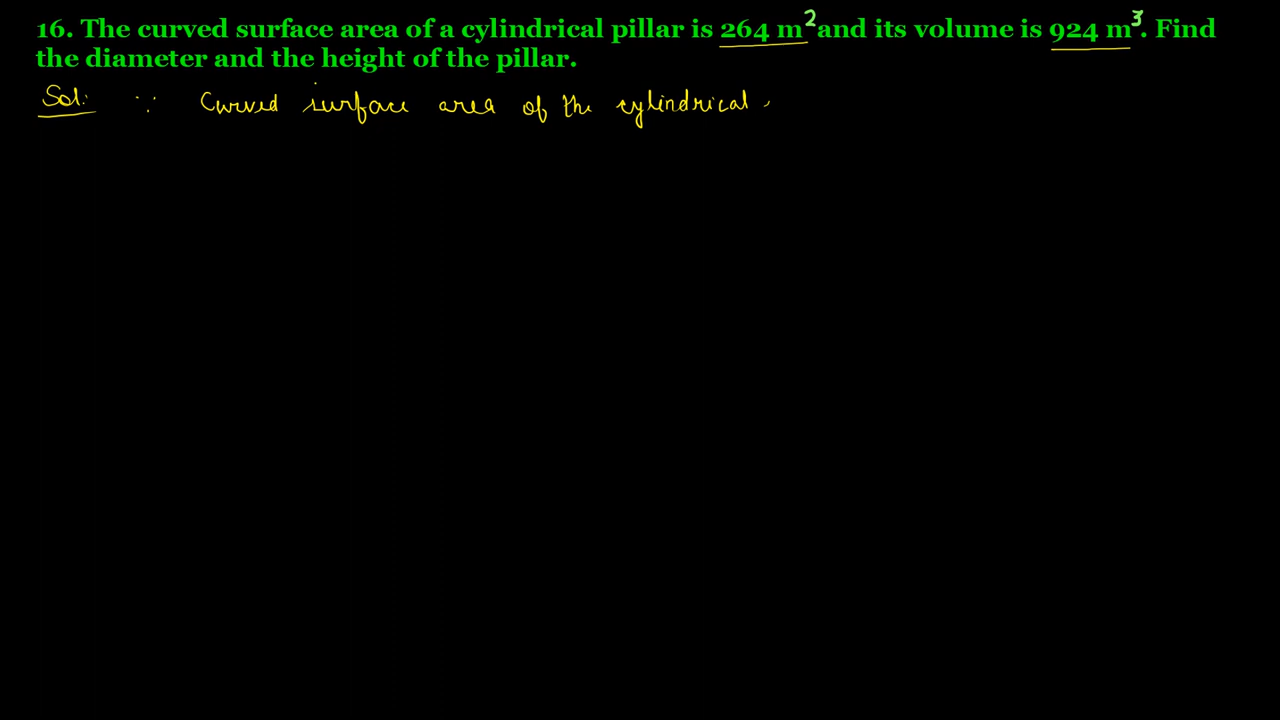 16. The curved surface area of a cylindrical pillar is 264 m² and its volume is 924 m³. Find
the diameter and the height of the pillar.
Sol: ∵ Curved surface area of the cylindrical